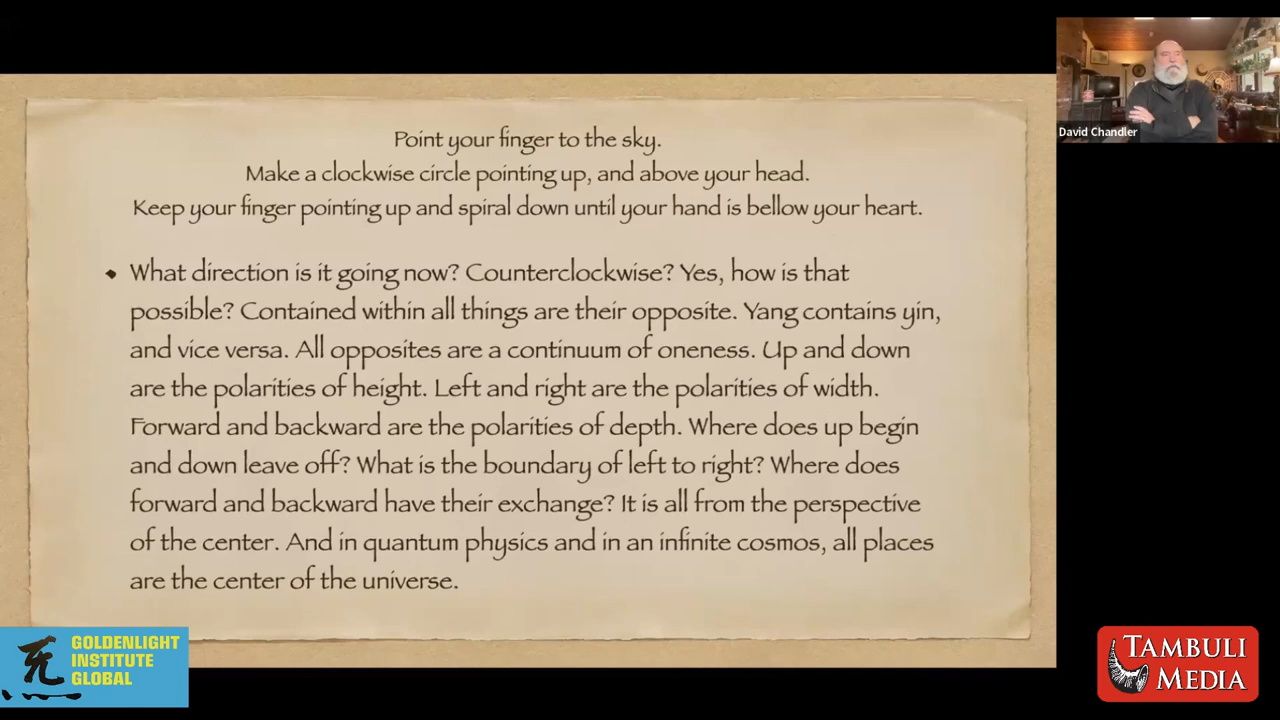 Point your finger to the sky.
Make a clockwise circle pointing up, and above your head.
Keep your finger pointing up and spiral down until your hand is bellow your heart.
What direction is it going now? Counterclockwise? Yes, how is that
possible? Contained within all things are their opposite. Yang contains yin,
and vice versa. All opposites are a continuum of oneness. Up and down
are the polarities of height. Left and right are the polarities of width.
Forward and backward are the polarities of depth. Where does up begin
and down leave off? What is the boundary of left to right? Where does
forward and backward have their exchange? It is all from the perspective
of the center. And in quantum physics and in an infinite cosmos, all places
are the center of the universe.
David Chandler
GOLDENLIGHT
INSTITUTE
GLOBAL
TAMBULI
MEDIA